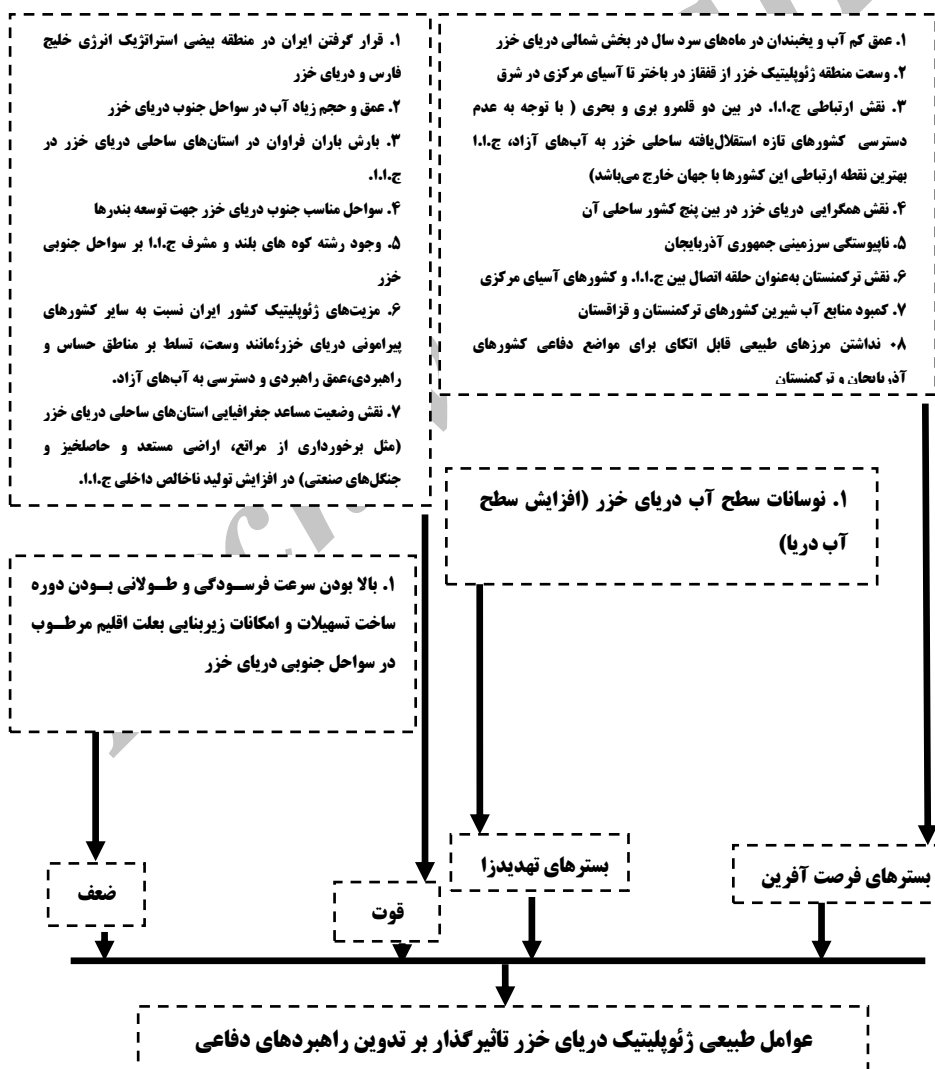 ۱. عمق کم آب و یخبندان در ماه‌های سرد سال در بخش شمالی دریای خزر
۲. وسعت منطقه ژئوپلیتیک خزر از قفقاز در باختر تا آسیای مرکزی در شرق
۳. نقش ارتباطی ج.ا.ا. در بین دو قلمرو بری و بحری ( با توجه به عدم
دسترسی کشورهای تازه استقلال‌یافته ساحلی خزر به آب‌های آزاد، ج.ا.ا
بهترین نقطه ارتباطی این کشورها با جهان خارج می‌باشد)
۴. نقش همگرایی دریای خزر در بین پنج کشور ساحلی آن
۵. ناپیوستگی سرزمینی جمهوری آذربایجان
۶. نقش ترکمنستان به‌عنوان حلقه اتصال بین ج.ا.ا. و کشورهای آسیای مرکزی
۷. کمبود منابع آب شیرین کشورهای ترکمنستان و قزاقستان
۸۰ نداشتن مرزهای طبیعی قابل اتکای برای مواضع دفاعی کشورهای
آذربایجان و ترکمنستان
۱. قرار گرفتن ایران در منطقه بیضی استراتژیک انرژی خلیج
فارس و دریای خزر
۲. عمق و حجم زیاد آب در سواحل جنوب دریای خزر
۳. بارش باران فراوان در استان‌های ساحلی دریای خزر در
ج.ا.ا.
۴. سواحل مناسب جنوب دریای خزر جهت توسعه بندرها
۵. وجود رشته کوه های بلند و مشرف ج.ا.ا بر سواحل جنوبی
خزر
۶. مزیت‌های ژئوپلیتیک کشور ایران نسبت به سایر کشورهای
پیرامونی دریای خزر؛مانند وسعت، تسلط بر مناطق حساس و
راهبردی،عمق راهبردی و دسترسی به آب‌های آزاد.
۷. نقش وضعیت مساعد جغرافیایی استان‌های ساحلی دریای خزر
(مثل برخورداری از مراتع، اراضی مستعد و حاصلخیز و
جنگل‌های صنعتی) در افزایش تولید ناخالص داخلی ج.ا.ا.
۱. نوسانات سطح آب دریای خزر (افزایش سطح
آب دریا)
۱. بالا بودن سرعت فرســودگی و طــولانی بــودن دوره
ساخت تسهیلات و امکانات زیربنایی بعلت اقلیم مرطــوب
در سواحل جنوبی دریای خزر
بسترهای فرصت آفرین
بسترهای تهدیدزا
قوت
ضعف
عوامل طبیعی ژئوپلیتیک دریای خزر تاثیرگذار بر تدوین راهبردهای دفاعی